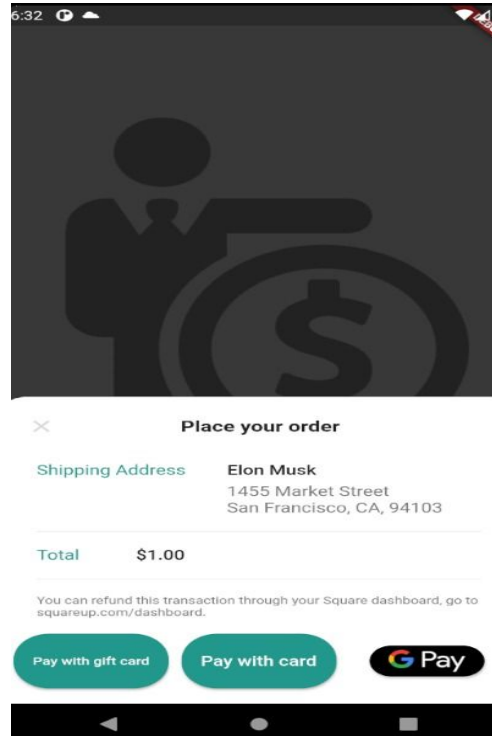 6:32
Place your order
Shipping Address
Elon Musk
1455 Market Street
San Francisco, CA, 94103
Total $1.00
You can refund this transaction through your Square dashboard, go to
squareup.com/dashboard.
Pay with gift card
Pay with card
G Pay